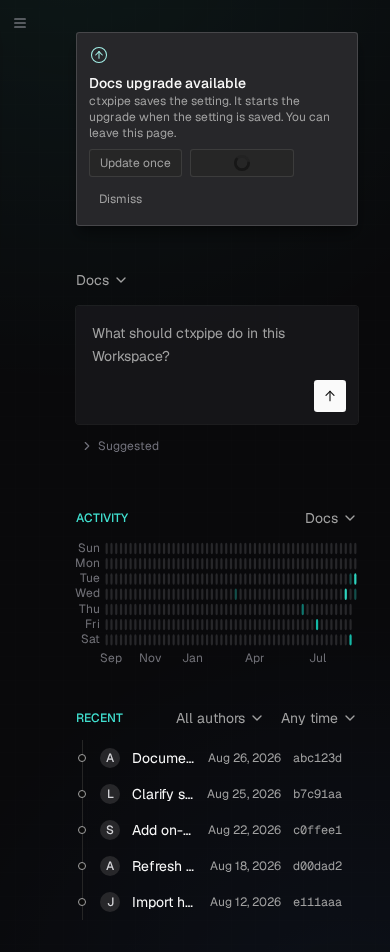 Docs upgrade available
ctxpipe saves the setting. It starts the
upgrade when the setting is saved. You can
leave this page.
Update once
Dismiss
Docs
What should ctxpipe do in this
Workspace?
Suggested
ACTIVITY
Docs
Sun
Mon
Tue
Wed
Thu
Fri
Sat
Sep Nov Jan Apr Jul
RECENT
All authors
Any time
A Docume... Aug 26, 2026 abc123d
L Clarify s... Aug 25, 2026 b7c91aa
S Add on-... Aug 22, 2026 c0ffee1
A Refresh ... Aug 18, 2026 d00dad2
J Import h... Aug 12, 2026 e111aaa